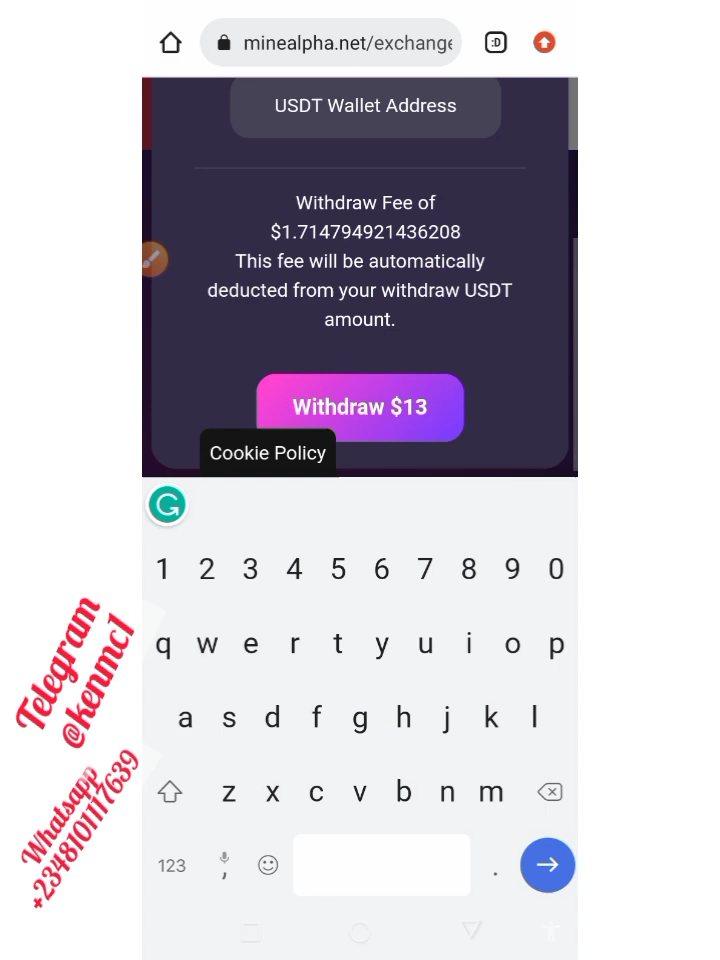 :D
minealpha.net/exchange
USDT Wallet Address
Withdraw Fee of
$1.714794921436208
This fee will be automatically
deducted from your withdraw USDT
amount.
Withdraw $13
Cookie Policy
1 2 3 4 5 6 7 8 9 0
q w e r t y u i o p
a s d f g h j k l
z x c v b n m
123 , .
Telegram
@kenmc1
Whatsapp
+2348101117639